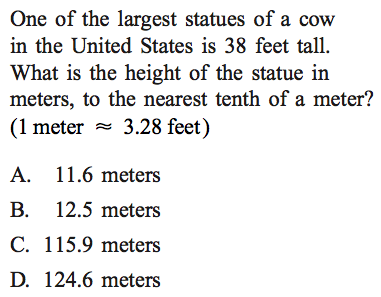 One of the largest statues of a cow
in the United States is 38 feet tall.
What is the height of the statue in
meters, to the nearest tenth of a meter?
(1 meter ≈ 3.28 feet)
A. 11.6 meters
B. 12.5 meters
C. 115.9 meters
D. 124.6 meters